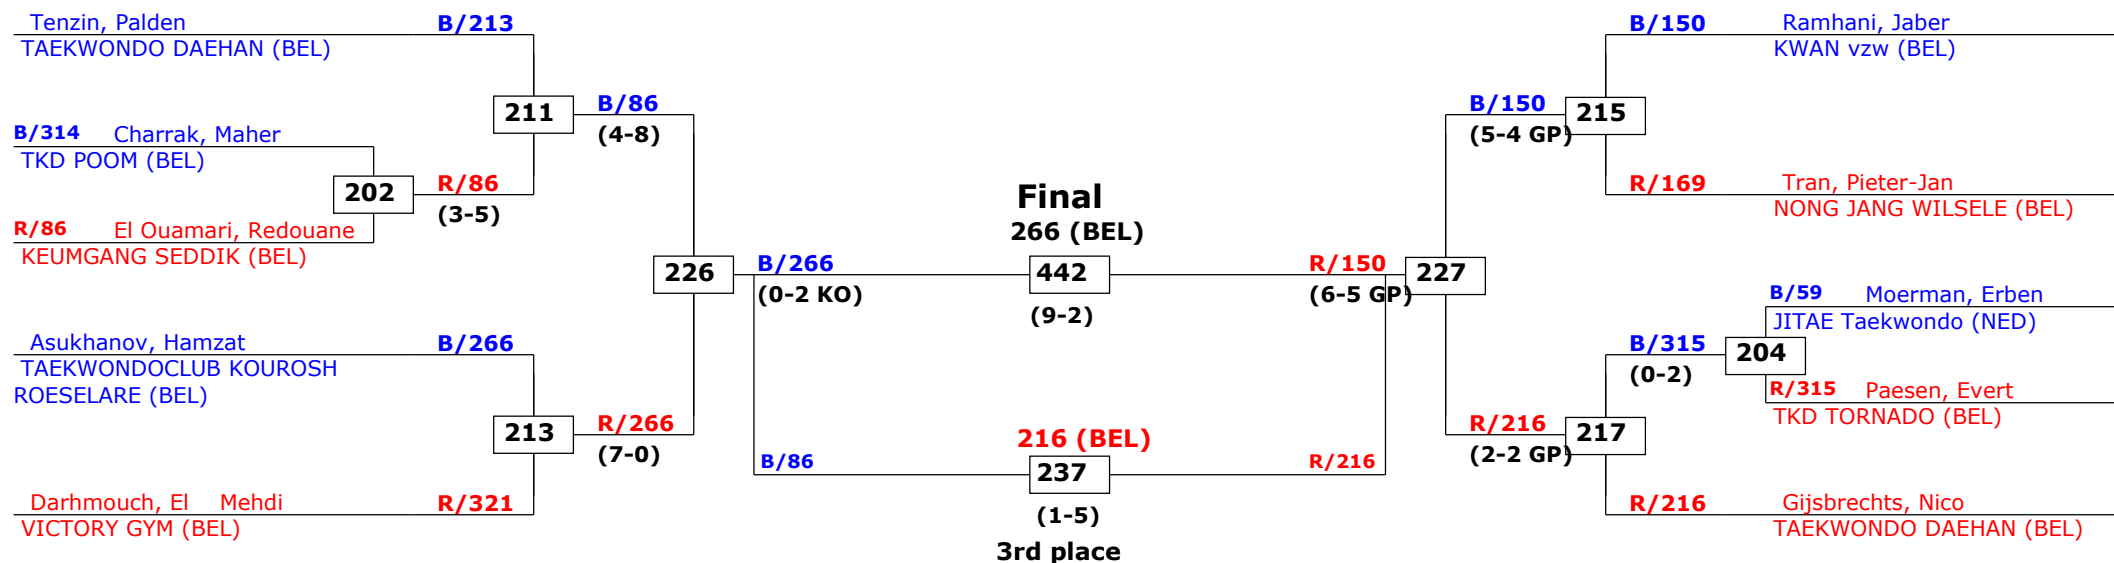 Tenzin, Palden B/213
TAEKWONDO DAEHAN (BEL)
211
B/86
(4-8)
B/314 Charrak, Maher
TKD POOM (BEL)
202
R/86
(3-5)
R/86 El Ouamari, Redouane
KEUMGANG SEDDIK (BEL)
226
B/266
(0-2 KO)
Asukhanov, Hamzat B/266
TAEKWONDOCLUB KOUROSH
ROESELARE (BEL)
213
R/266
(7-0)
Darhmouch, El Mehdi R/321
VICTORY GYM (BEL)
Final
266 (BEL)
442
(9-2)
B/86
216 (BEL)
237
(1-5)
3rd place
R/216
R/150
(6-5 GP)
227
B/150
(5-4 GP)
215
B/150 Ramhani, Jaber
KWAN vzw (BEL)
R/169 Tran, Pieter-Jan
NONG JANG WILSELE (BEL)
B/59 Moerman, Erben
JITAE Taekwondo (NED)
B/315
(0-2)
204
R/315 Paesen, Evert
TKD TORNADO (BEL)
R/216
(2-2 GP)
217
R/216 Gijsbrechts, Nico
TAEKWONDO DAEHAN (BEL)